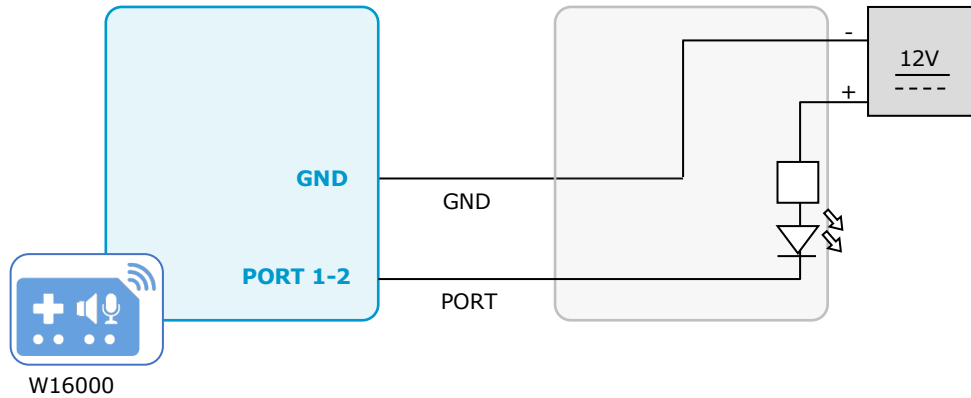 -
12V
+
GND
GND
PORT 1-2
PORT
W16000